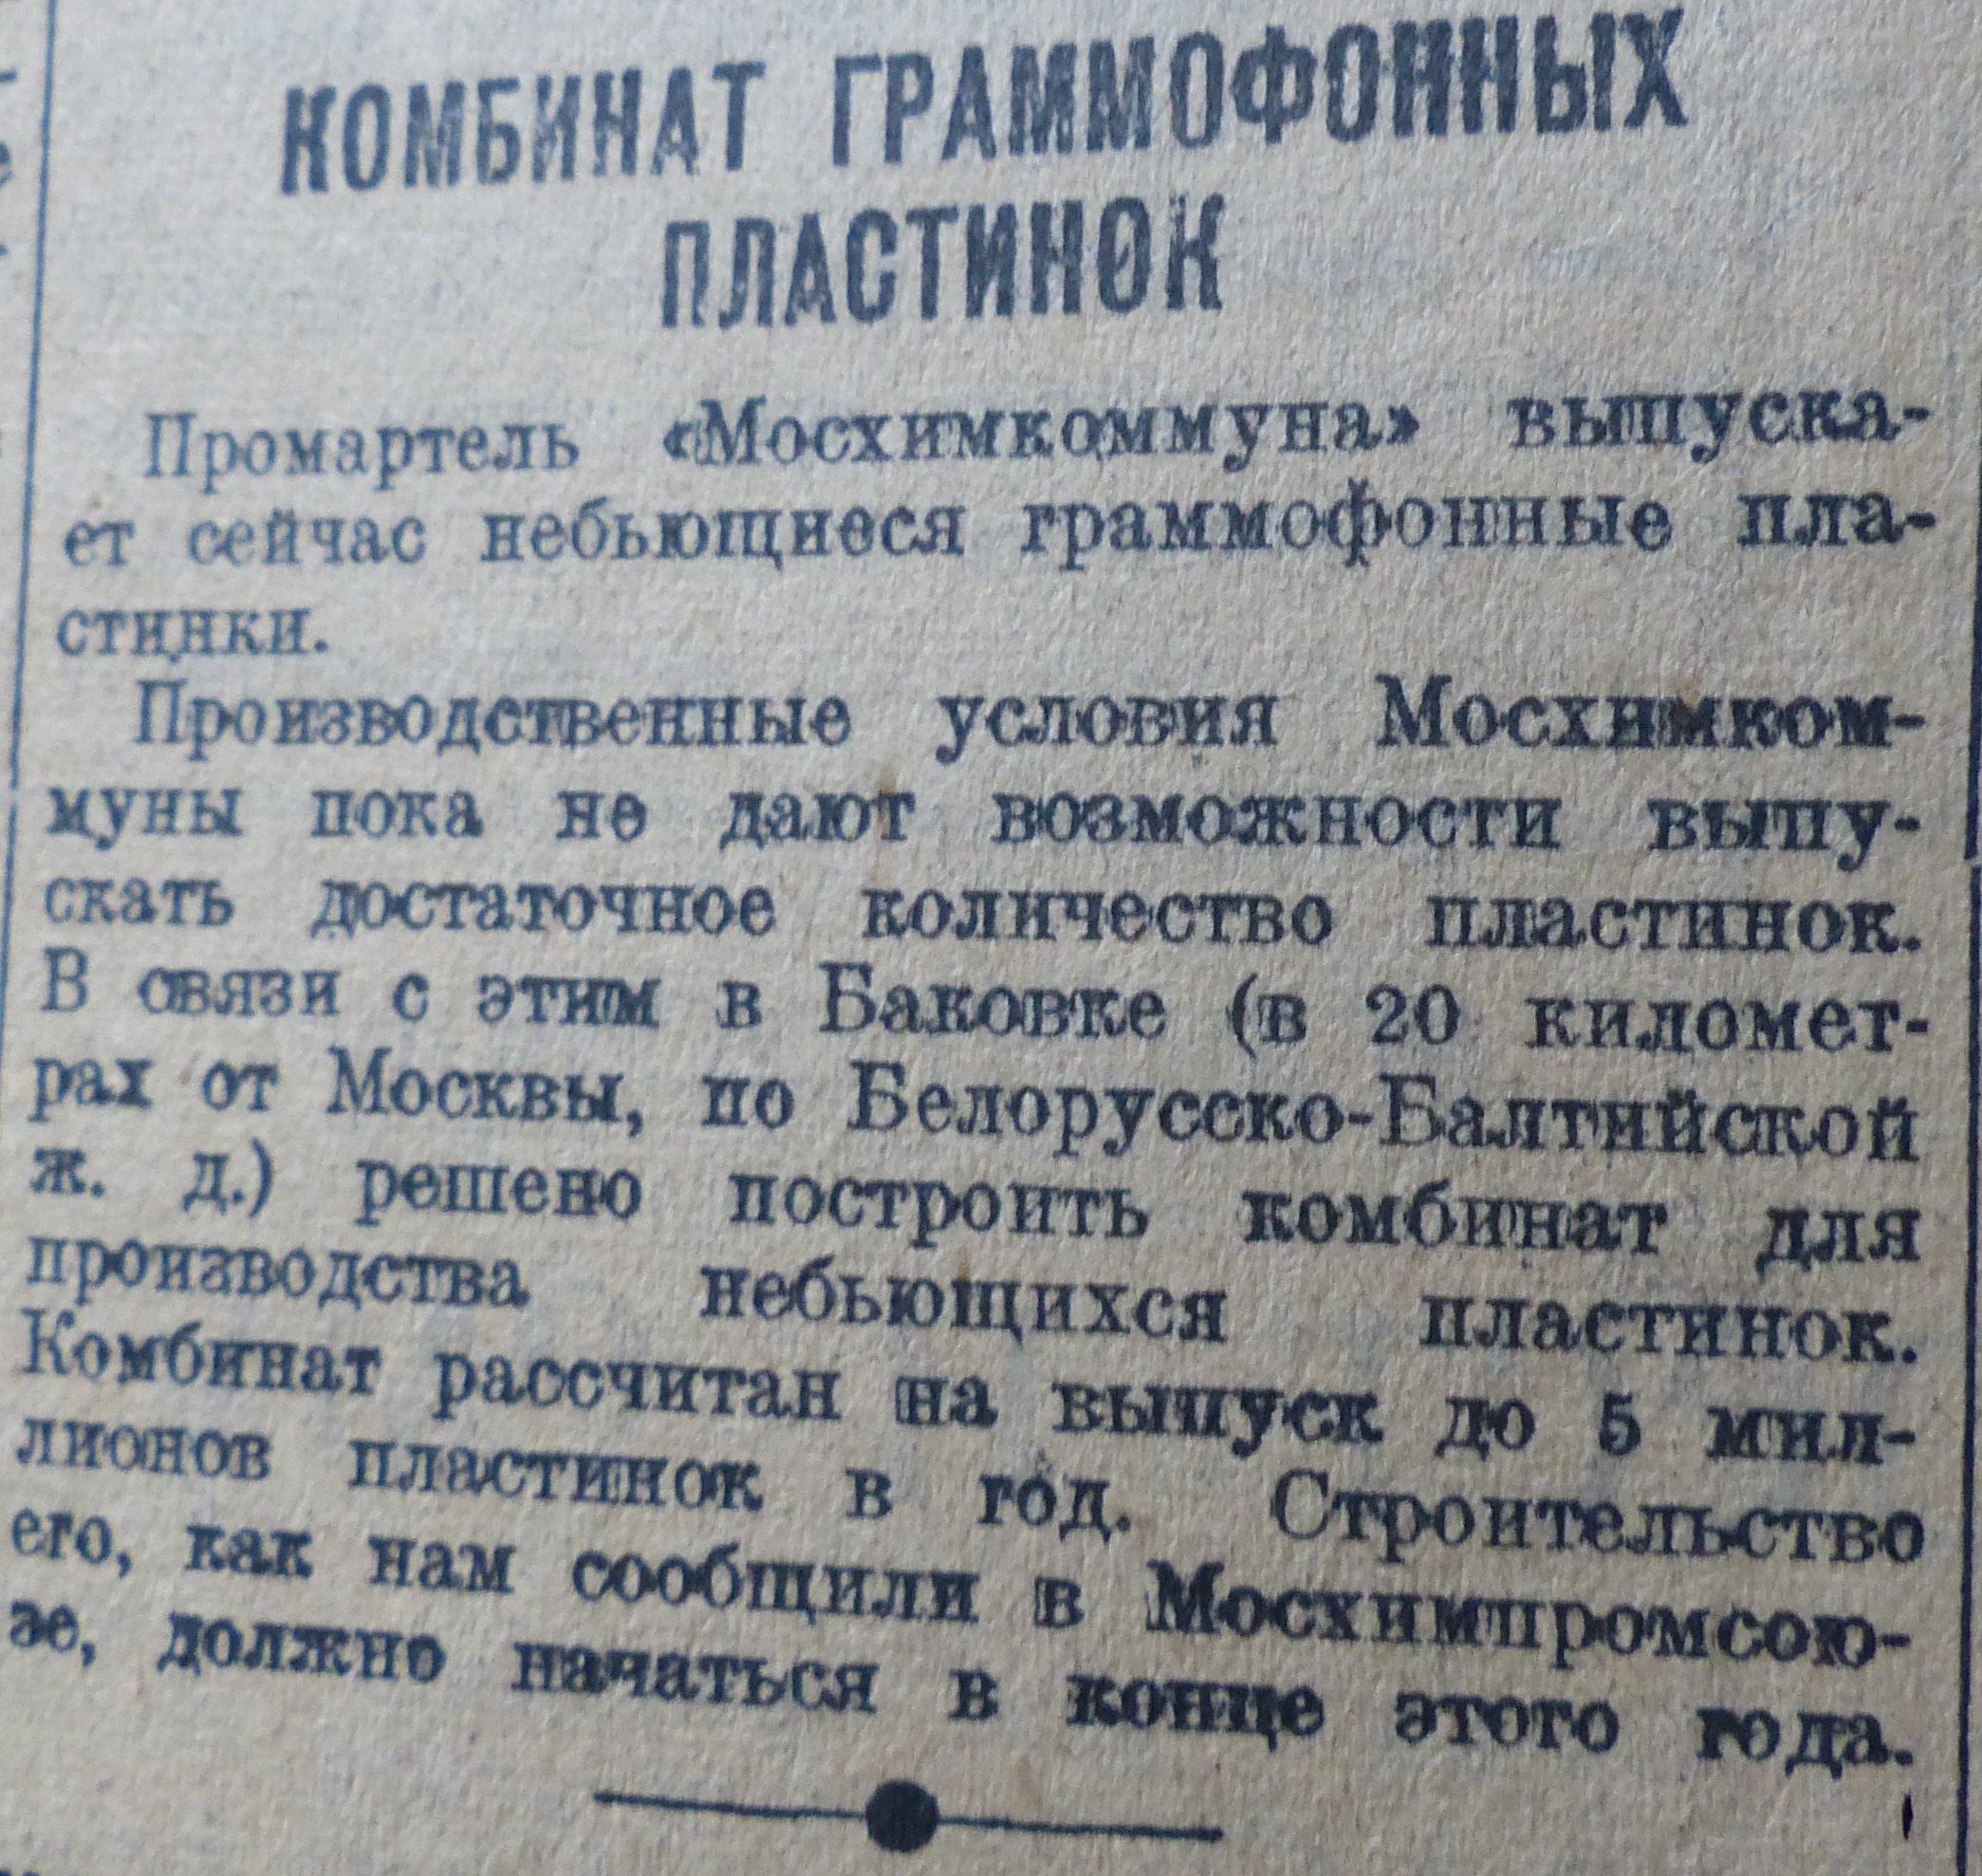 КОМБИНАТ ГРАММОФОННЫХ
ПЛАСТИНОК
Промартель «Мосхимкоммуна» выпуска-
ет сейчас небьющиеся граммофонные пла-
стинки.
Производственные условия Мосхимком-
муны пока не дают возможности выпу-
скать достаточное количество пластинок.
В связи с этим в Баковке (в 20 километ-
рах от Москвы, по Белорусско-Балтийской
ж. д.) решено построить комбинат для
производства небьющихся пластинок.
Комбинат рассчитан на выпуск до 5 мил-
лионов пластинок в год. Строительство
его, как нам сообщили в Мосхимпромсою-
зе, должно начаться в конце этого года.